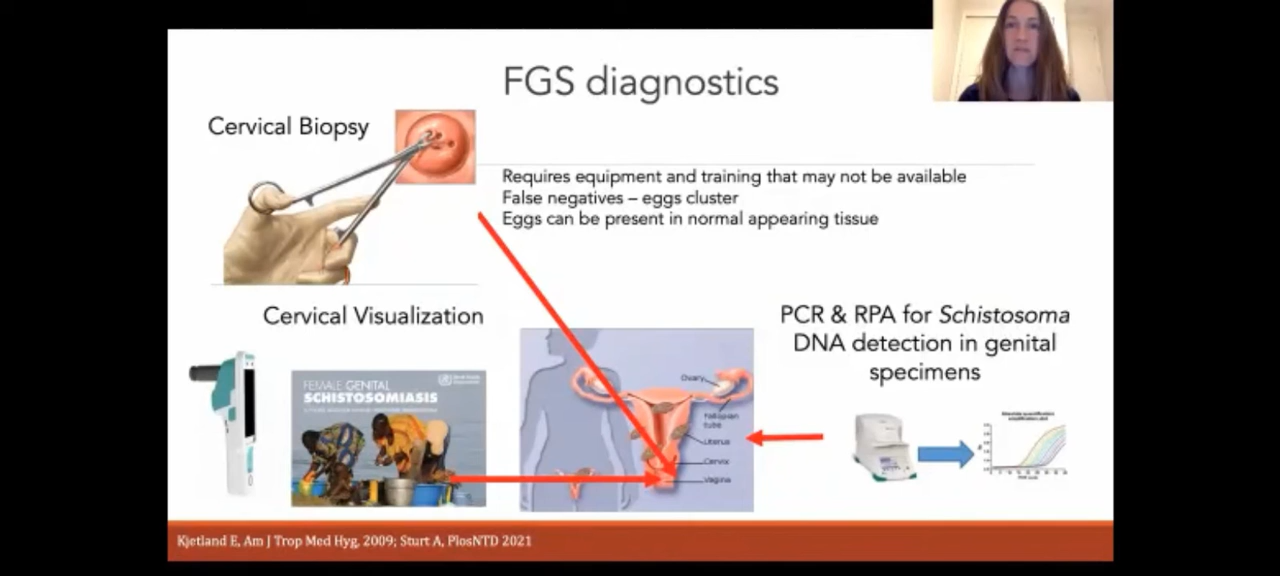 FGS diagnostics
Cervical Biopsy
Requires equipment and training that may not be available
False negatives – eggs cluster
Eggs can be present in normal appearing tissue
Cervical Visualization
FEMALE GENITAL
SCHISTOSOMIASIS
Ovary
Fallopian
tube
Uterus
Cervix
Vagina
PCR & RPA for Schistosoma
DNA detection in genital
specimens
Kjetland E, Am J Trop Med Hyg, 2009; Sturt A, PlosNTD 2021